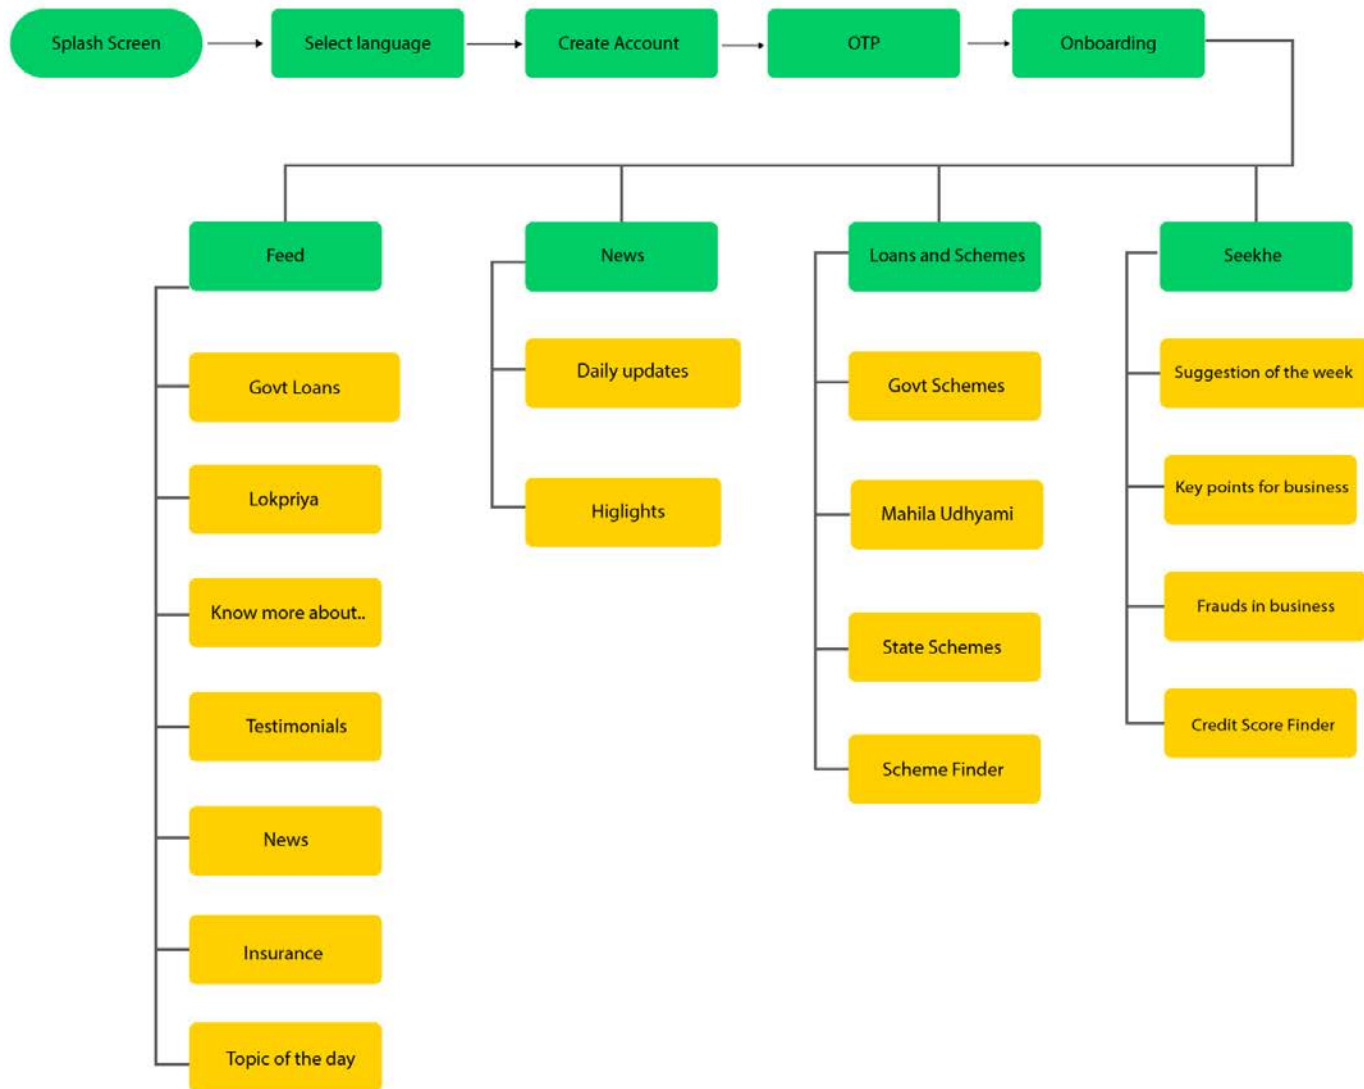 Splash Screen
Select language
Create Account
OTP
Onboarding
Feed
News
Loans and Schemes
Seekhe
Govt Loans
Lokpriya
Know more about..
Testimonials
News
Insurance
Topic of the day
Daily updates
Higlights
Govt Schemes
Mahila Udhyami
State Schemes
Scheme Finder
Suggestion of the week
Key points for business
Frauds in business
Credit Score Finder